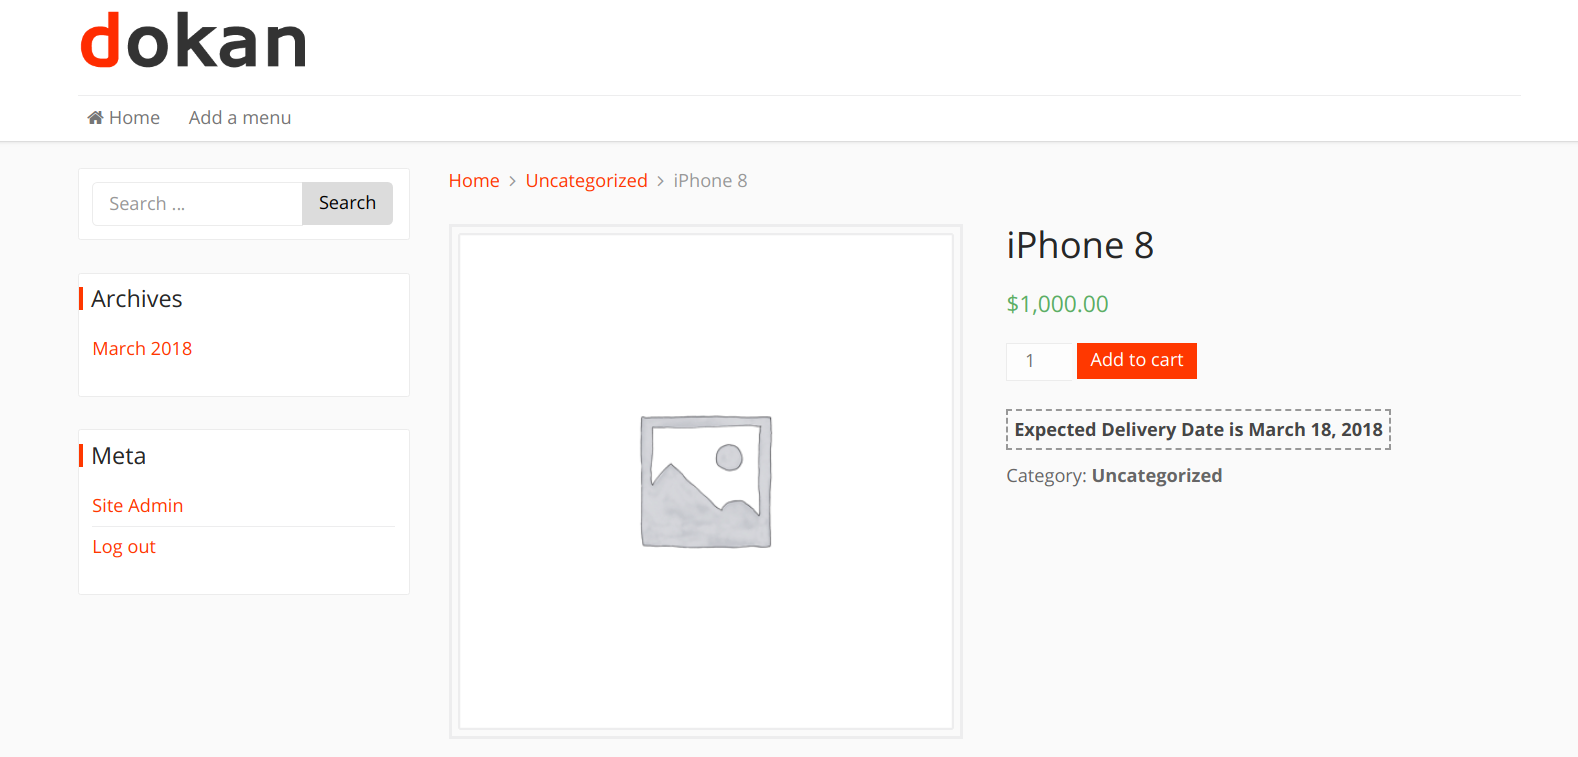 dokan
Home Add a menu
Search ... Search
Archives
March 2018
Meta
Site Admin
Log out
Home > Uncategorized > iPhone 8
iPhone 8
$1,000.00
1 Add to cart
Expected Delivery Date is March 18, 2018
Category: Uncategorized